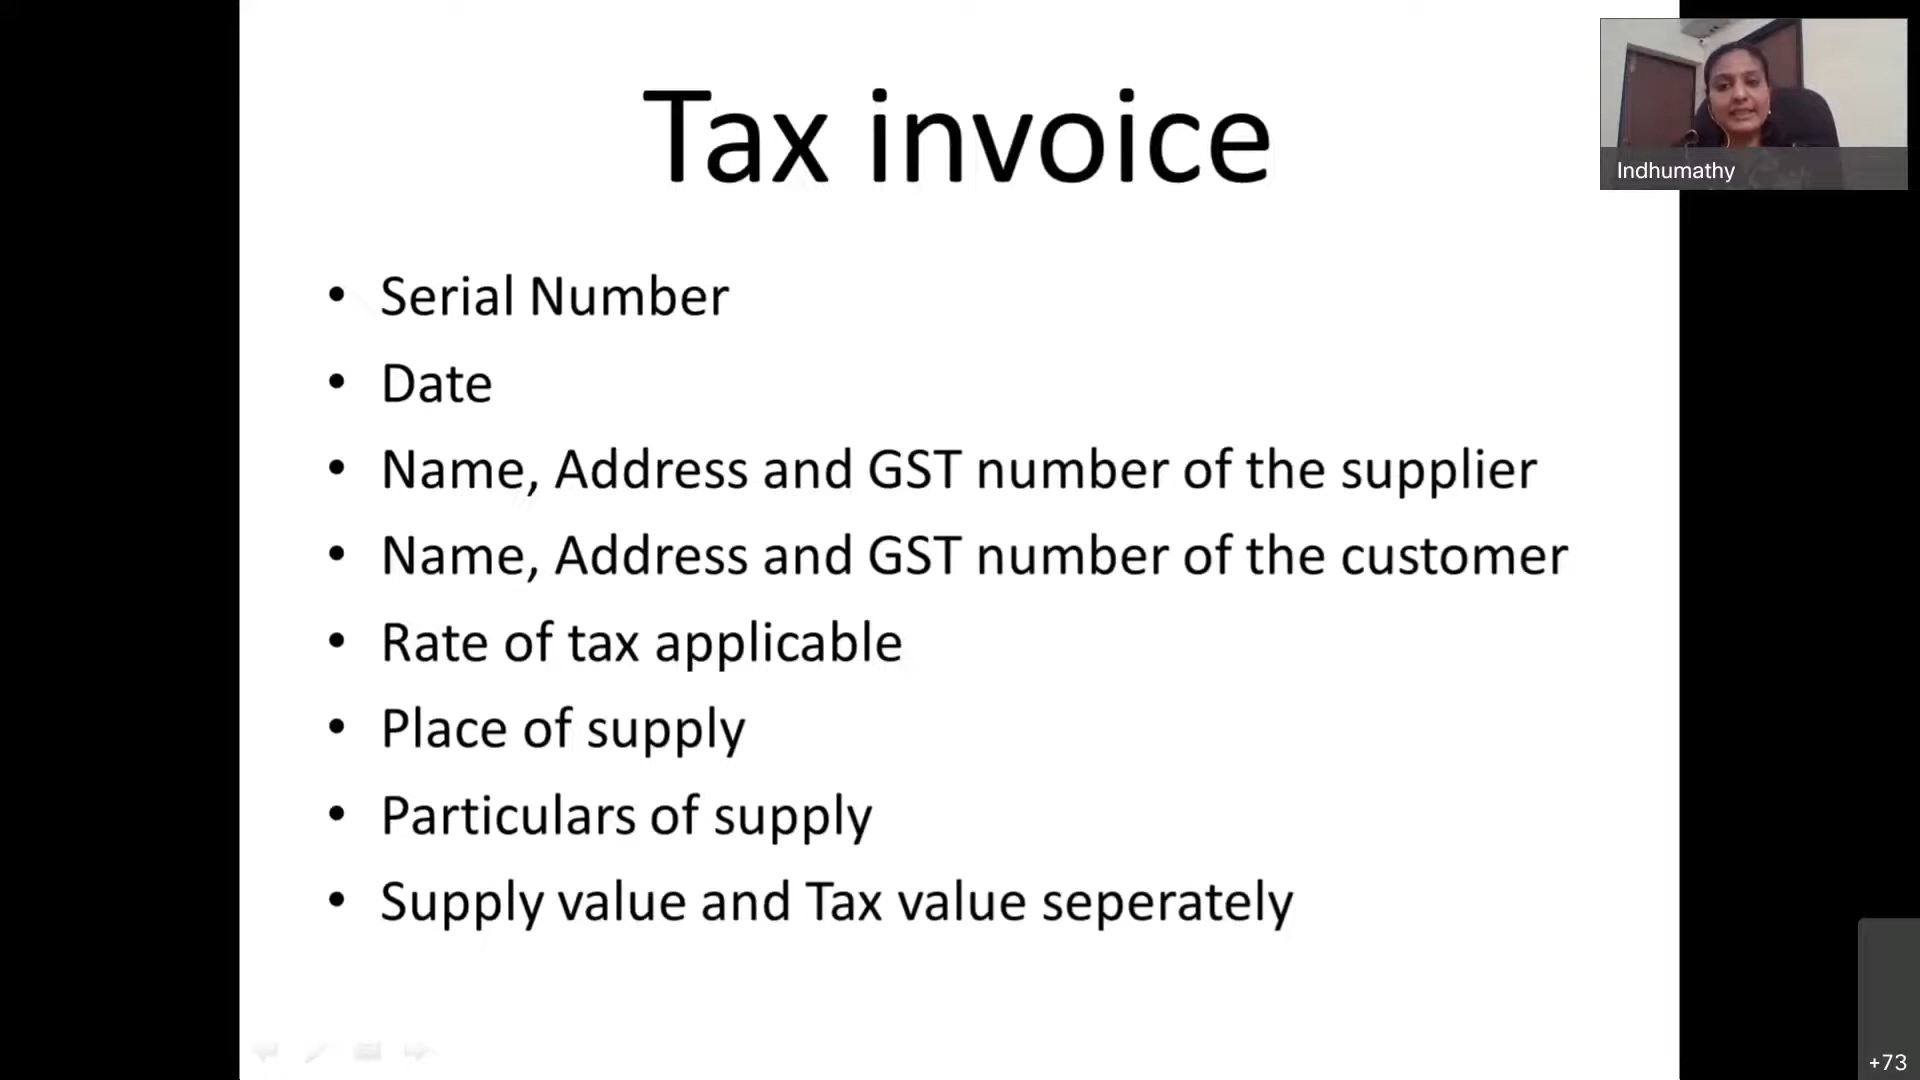 Tax invoice
Indhumathy
• Serial Number
• Date
• Name, Address and GST number of the supplier
• Name, Address and GST number of the customer
• Rate of tax applicable
• Place of supply
• Particulars of supply
• Supply value and Tax value seperately
+73